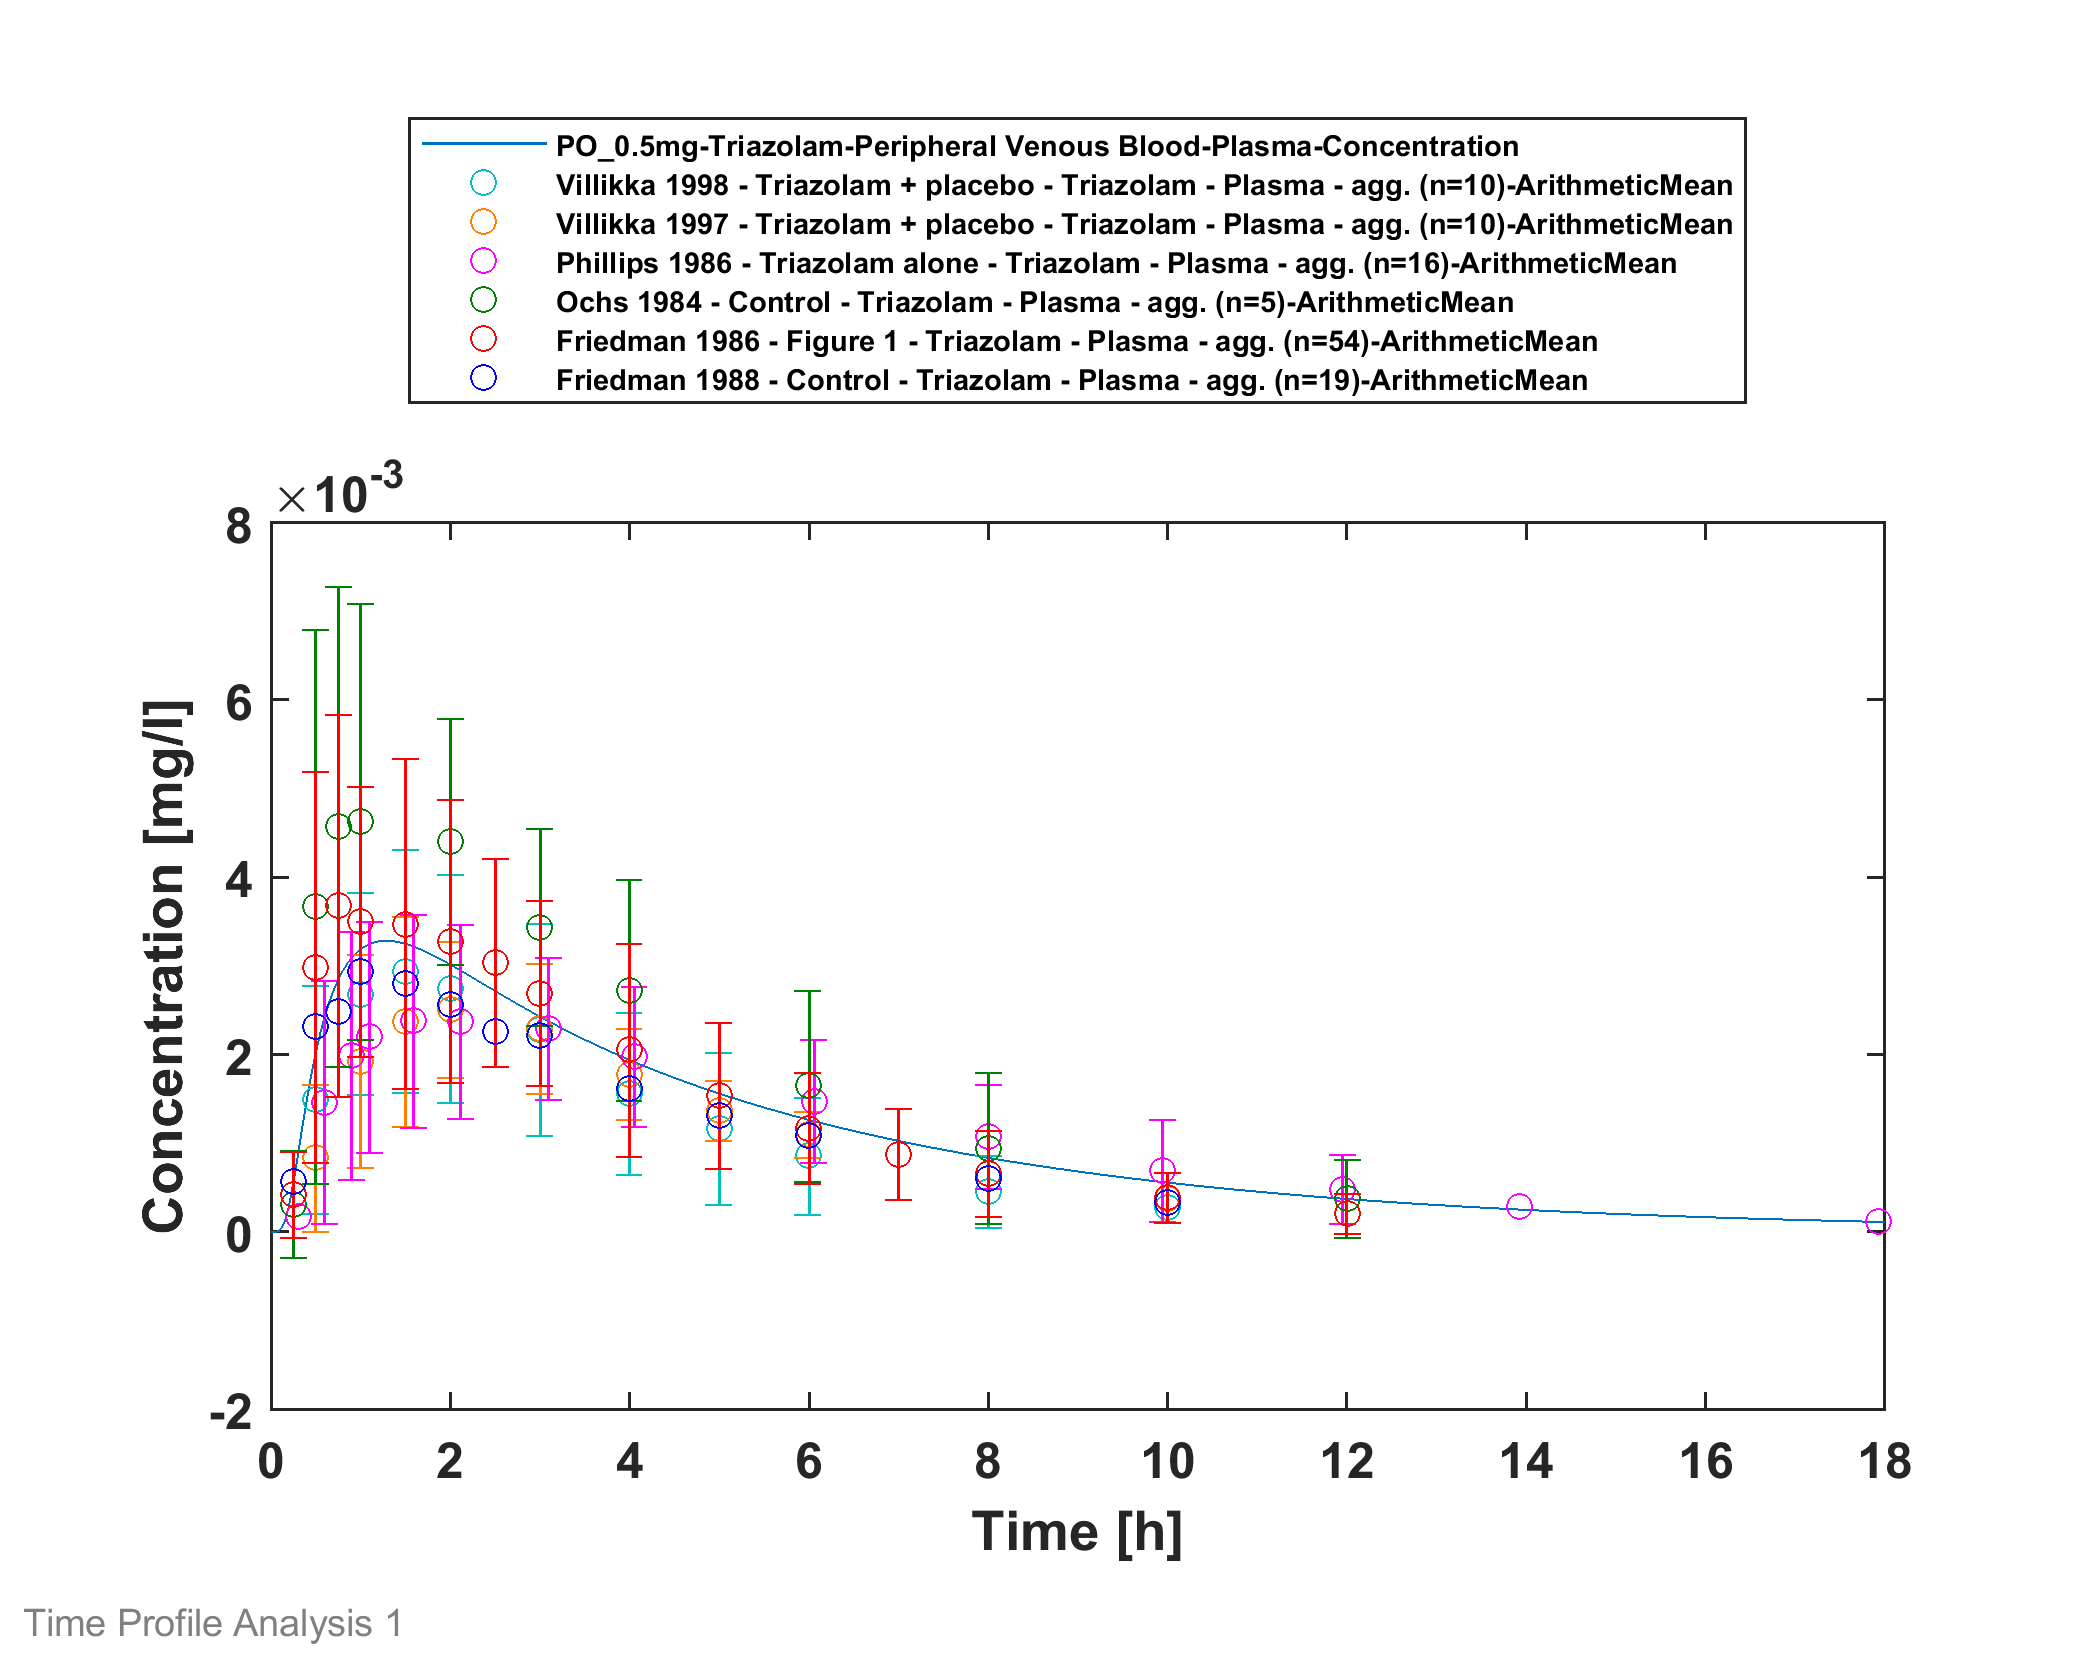 PO_0.5mg-Triazolam-Peripheral Venous Blood-Plasma-Concentration
Villikka 1998 - Triazolam + placebo - Triazolam - Plasma - agg. (n=10)-ArithmeticMean
Villikka 1997 - Triazolam + placebo - Triazolam - Plasma - agg. (n=10)-ArithmeticMean
Phillips 1986 - Triazolam alone - Triazolam - Plasma - agg. (n=16)-ArithmeticMean
Ochs 1984 - Control - Triazolam - Plasma - agg. (n=5)-ArithmeticMean
Friedman 1986 - Figure 1 - Triazolam - Plasma - agg. (n=54)-ArithmeticMean
Friedman 1988 - Control - Triazolam - Plasma - agg. (n=19)-ArithmeticMean
×10-3
8
6
4
2
0
-2
Concentration [mg/l]
0 2 4 6 8 10 12 14 16 18
Time [h]
Time Profile Analysis 1